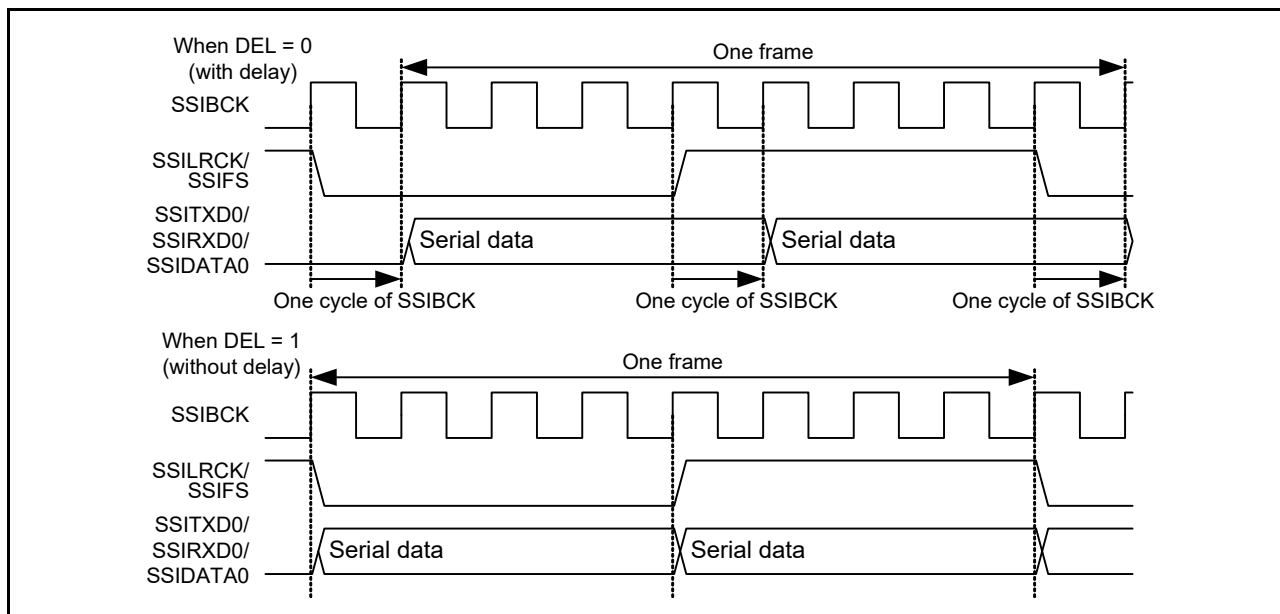 When DEL = 0
(with delay)
One frame
SSIBCK
SSILRCK/
SSIFS
SSITXD0/
SSIRXD0/
SSIDATA0
Serial data
Serial data
One cycle of SSIBCK
One cycle of SSIBCK
One cycle of SSIBCK
When DEL = 1
(without delay)
One frame
SSIBCK
SSILRCK/
SSIFS
SSITXD0/
SSIRXD0/
SSIDATA0
Serial data
Serial data